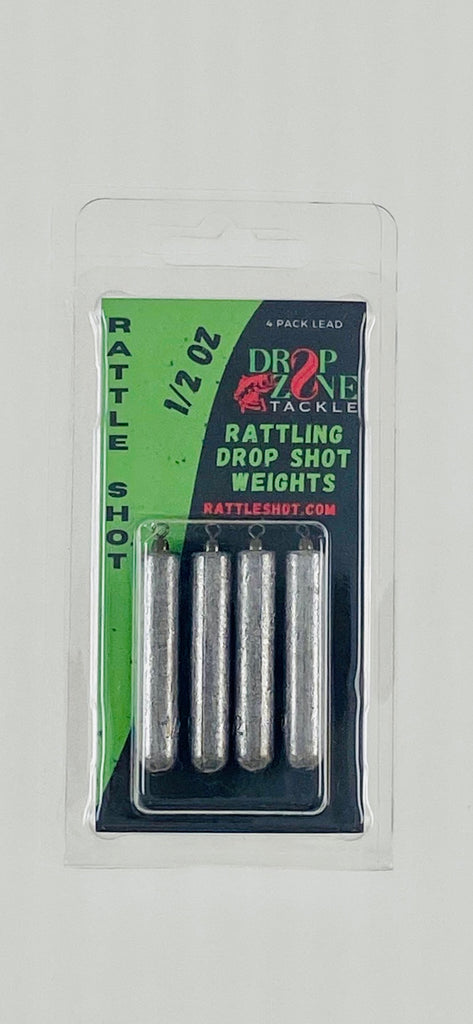 RATTLE SHOT
1/2 OZ
4 PACK LEAD
DROP
ZONE
TACKLE
RATTLING
DROP SHOT
WEIGHTS
RATTLESHOT.COM